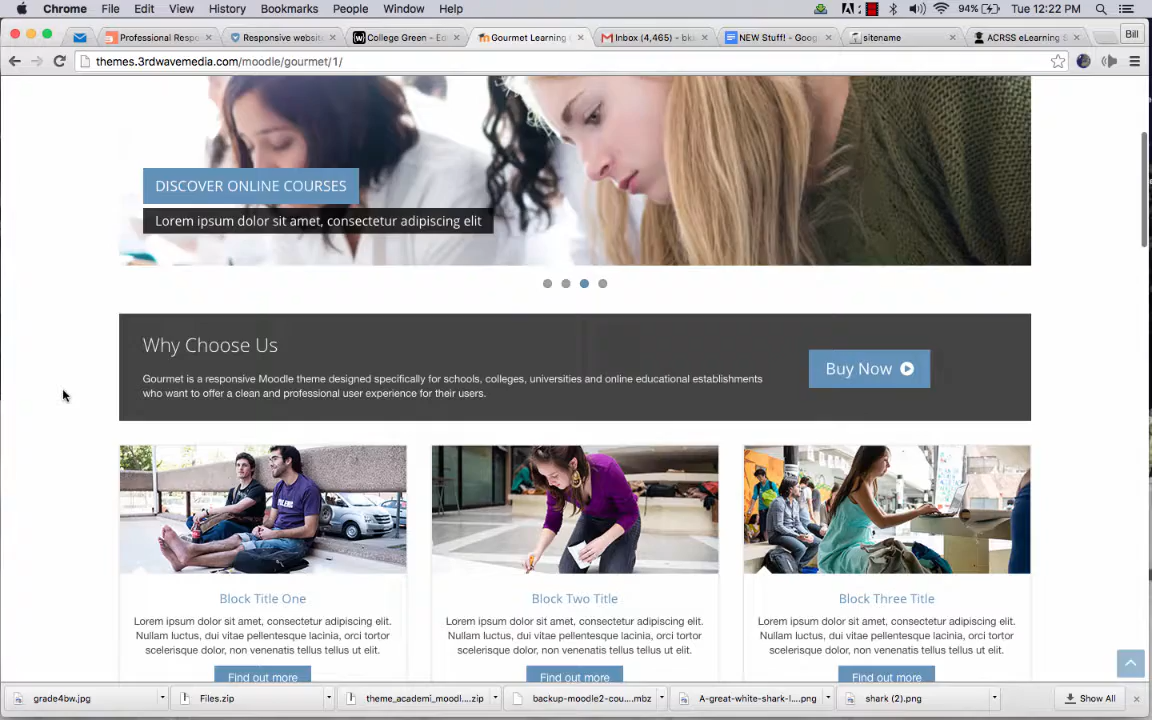 Chrome File Edit View History Bookmarks People Window Help 94% Tue 12:22 PM
Professional Respo Responsive websit College Green - Ed Gourmet Learning Inbox (4,465) - bk NEW Stuff! - Goog sitename ACRSS eLearning S Bill
themes.3rdwavemedia.com/moodle/gourmet/1/
DISCOVER ONLINE COURSES
Lorem ipsum dolor sit amet, consectetur adipiscing elit
Why Choose Us
Gourmet is a responsive Moodle theme designed specifically for schools, colleges, universities and online educational establishments
who want to offer a clean and professional user experience for their users.
Buy Now
Block Title One
Lorem ipsum dolor sit amet, consectetur adipiscing elit.
Nullam luctus, dui vitae pellentesque lacinia, orci tortor
scelerisque dolor, non venenatis tellus tellus ut elit.
Find out more
Block Two Title
Lorem ipsum dolor sit amet, consectetur adipiscing elit.
Nullam luctus, dui vitae pellentesque lacinia, orci tortor
scelerisque dolor, non venenatis tellus tellus ut elit.
Find out more
Block Three Title
Lorem ipsum dolor sit amet, consectetur adipiscing elit.
Nullam luctus, dui vitae pellentesque lacinia, orci tortor
scelerisque dolor, non venenatis tellus tellus ut elit.
Find out more
grade4bw.jpg Files.zip theme_academi_moodl....zip backup-moodle2-cou....mbz A-great-white-shark-l....png shark (2).png Show All